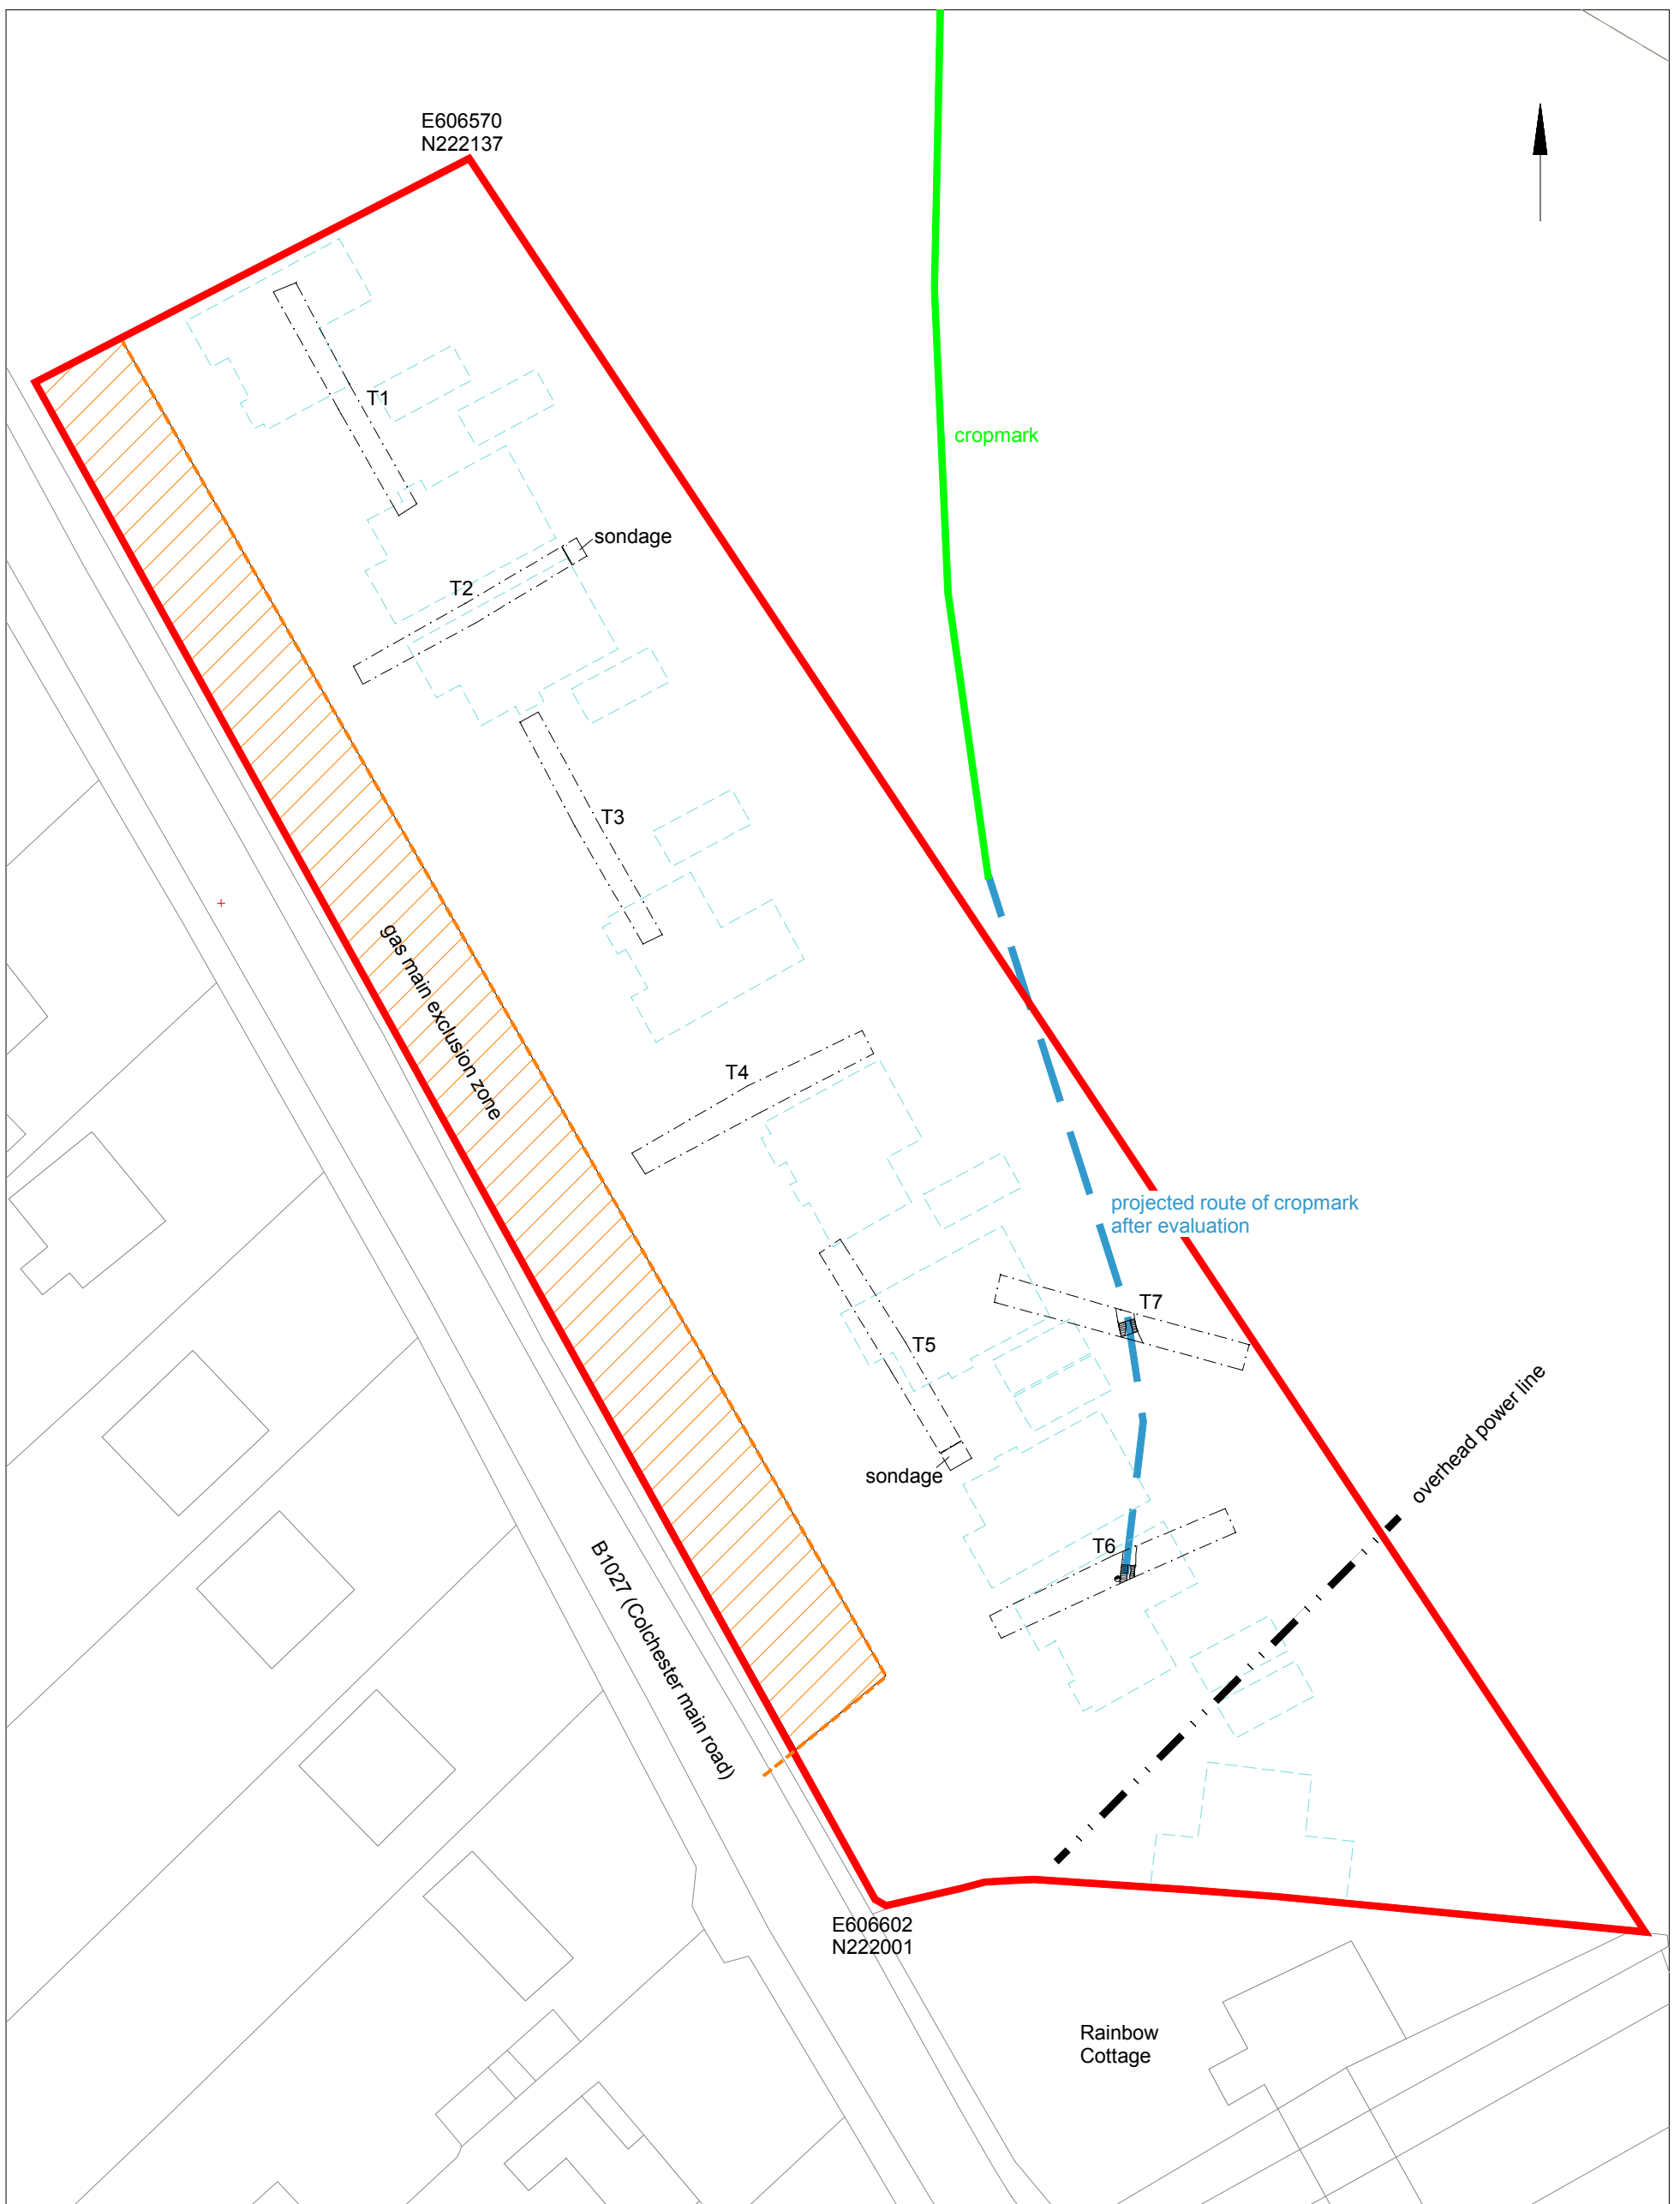 E606570
N222137
cropmark
T1
sondage
T2
T3
gas main exclusion zone
T4
projected route of cropmark
after evaluation
T7
T5
overhead power line
sondage
T6
B1027 (Colchester main road)
E606602
N222001
Rainbow
Cottage